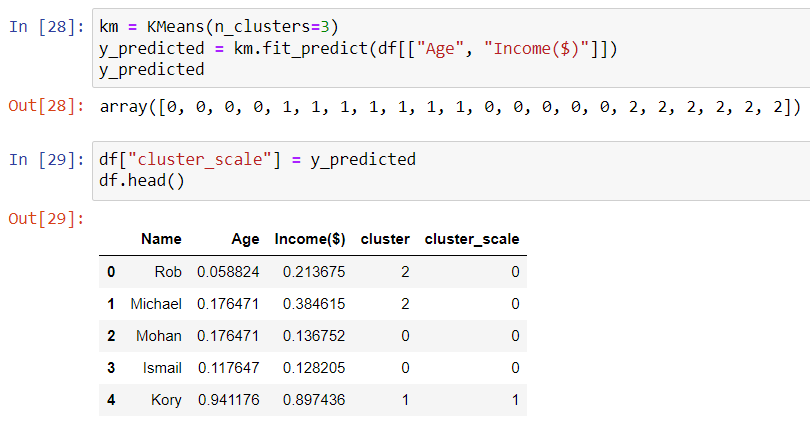 In [28]: km = KMeans(n_clusters=3)
y_predicted = km.fit_predict(df[["Age", "Income($)"]])
y_predicted
Out[28]: array([0, 0, 0, 0, 1, 1, 1, 1, 1, 1, 1, 0, 0, 0, 0, 0, 2, 2, 2, 2, 2, 2])
In [29]: df["cluster_scale"] = y_predicted
df.head()
Out[29]:
Name Age Income($) cluster cluster_scale
0 Rob 0.058824 0.213675 2 0
1 Michael 0.176471 0.384615 2 0
2 Mohan 0.176471 0.136752 0 0
3 Ismail 0.117647 0.128205 0 0
4 Kory 0.941176 0.897436 1 1